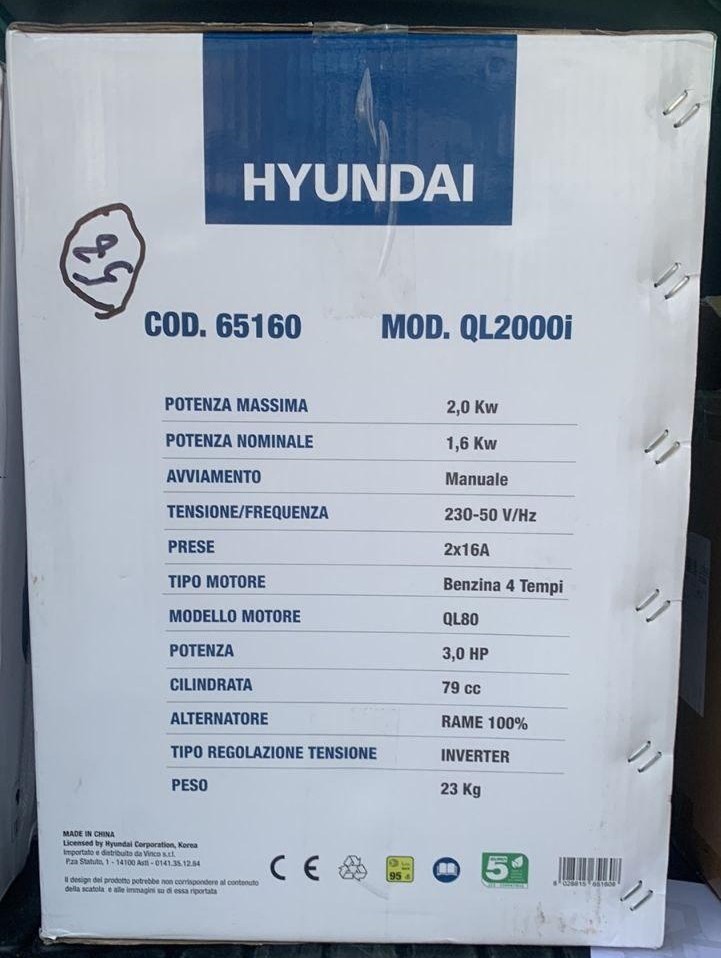 HYUNDAI
COD. 65160 MOD. QL2000i
POTENZA MASSIMA 2,0 Kw
POTENZA NOMINALE 1,6 Kw
AVVIAMENTO Manuale
TENSIONE/FREQUENZA 230-50 V/Hz
PRESE 2x16A
TIPO MOTORE Benzina 4 Tempi
MODELLO MOTORE QL80
POTENZA 3,0 HP
CILINDRATA 79 cc
ALTERNATORE RAME 100%
TIPO REGOLAZIONE TENSIONE INVERTER
PESO 23 Kg
MADE IN CHINA
Licensed by Hyundai Corporation, Korea
Importato e distribuito da Vinco s.r.l.
P.za Statuto, 1 - 14100 Asti - 0141.35.12.84
Il design del prodotto potrebbe non corrispondere al contenuto
della scatola e alle immagini su di essa riportata
CE
95
5